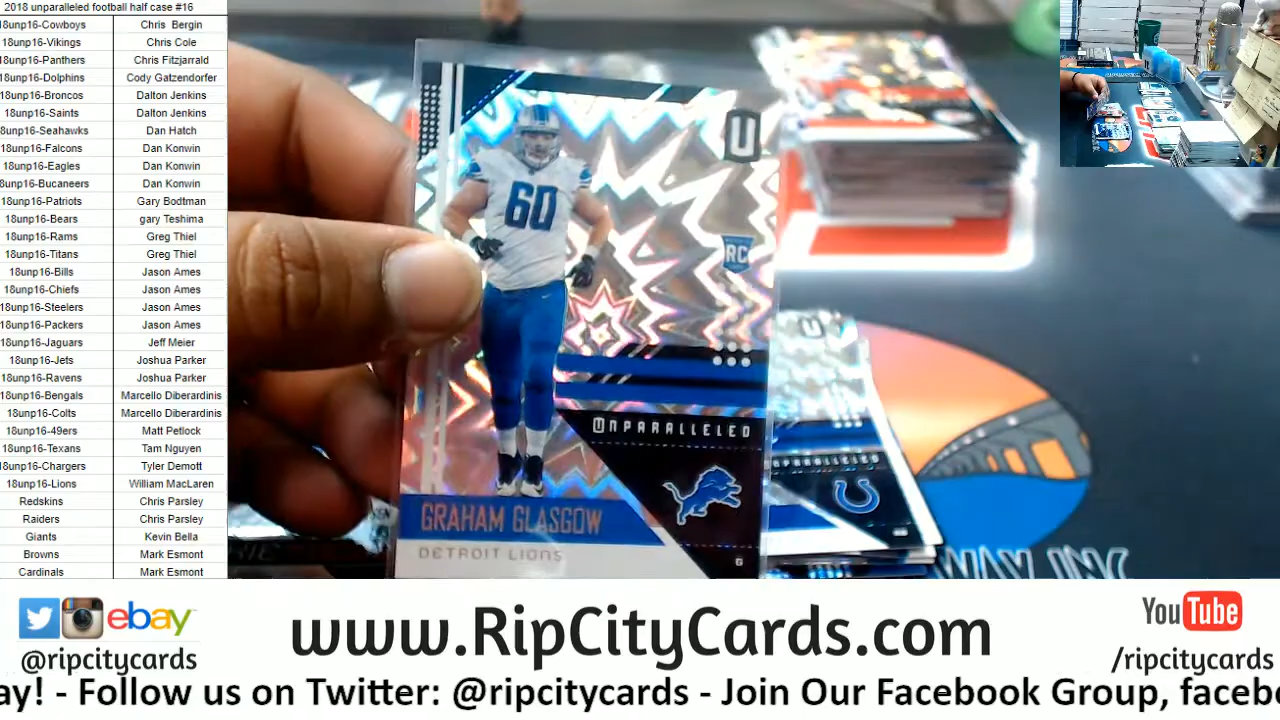 2018 unparalleled football half case #16
18unp16-Cowboys Chris Bergin
18unp16-Vikings Chris Cole
18unp16-Panthers Chris Fitzjarrald
18unp16-Dolphins Cody Gatzendorfer
18unp16-Broncos Dalton Jenkins
18unp16-Saints Dalton Jenkins
8unp16-Seahawks Dan Hatch
18unp16-Falcons Dan Konwin
18unp16-Eagles Dan Konwin
8unp16-Bucaneers Dan Konwin
18unp16-Patriots Gary Bodtman
18unp16-Bears gary Teshima
18unp16-Rams Greg Thiel
18unp16-Titans Greg Thiel
18unp16-Bills Jason Ames
18unp16-Chiefs Jason Ames
18unp16-Steelers Jason Ames
18unp16-Packers Jason Ames
18unp16-Jaguars Jeff Meier
18unp16-Jets Joshua Parker
18unp16-Ravens Joshua Parker
18unp16-Bengals Marcello Diberardinis
18unp16-Colts Marcello Diberardinis
18unp16-49ers Matt Petlock
18unp16-Texans Tam Nguyen
18unp16-Chargers Tyler Demott
18unp16-Lions William MacLaren
Redskins Chris Parsley
Raiders Chris Parsley
Giants Kevin Bella
Browns Mark Esmont
Cardinals Mark Esmont
U
60
RC
UNPARALLELED
GRAHAM GLASGOW
DETROIT LIONS
G
NPARALLELED
WAY INC
ebay
@ripcitycards
www.RipCityCards.com
YouTube
/ripcitycards
ay! - Follow us on Twitter: @ripcitycards - Join Our Facebook Group, facebo